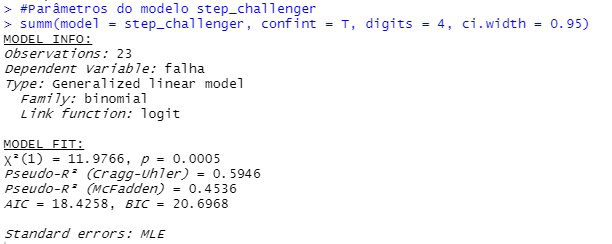 > #Parâmetros do modelo step_challenger
> summ(model = step_challenger, confint = T, digits = 4, ci.width = 0.95)
MODEL INFO:
Observations: 23
Dependent Variable: falha
Type: Generalized linear model
Family: binomial
Link function: logit
MODEL FIT:
χ²(1) = 11.9766, p = 0.0005
Pseudo-R² (Cragg-Uhler) = 0.5946
Pseudo-R² (McFadden) = 0.4536
AIC = 18.4258, BIC = 20.6968
Standard errors: MLE